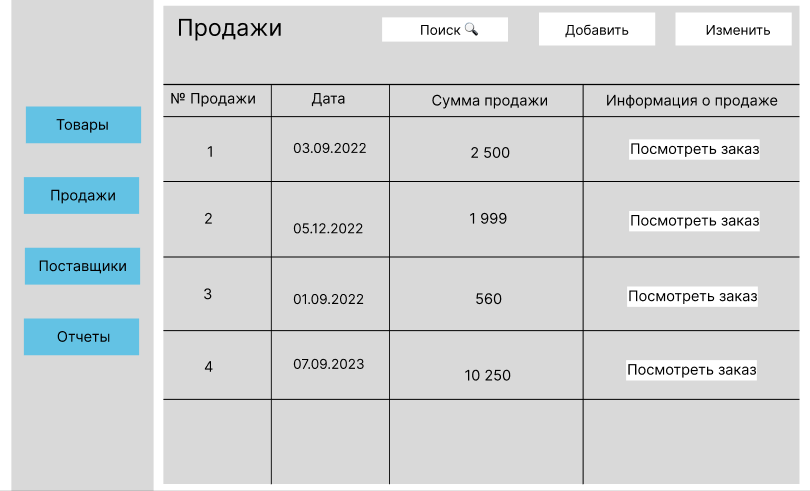 Продажи
Поиск 🔍
Добавить
Изменить
Товары
Продажи
Поставщики
Отчеты
№ Продажи Дата Сумма продажи Информация о продаже
1 03.09.2022 2 500 Посмотреть заказ
2 05.12.2022 1 999 Посмотреть заказ
3 01.09.2022 560 Посмотреть заказ
4 07.09.2023 10 250 Посмотреть заказ